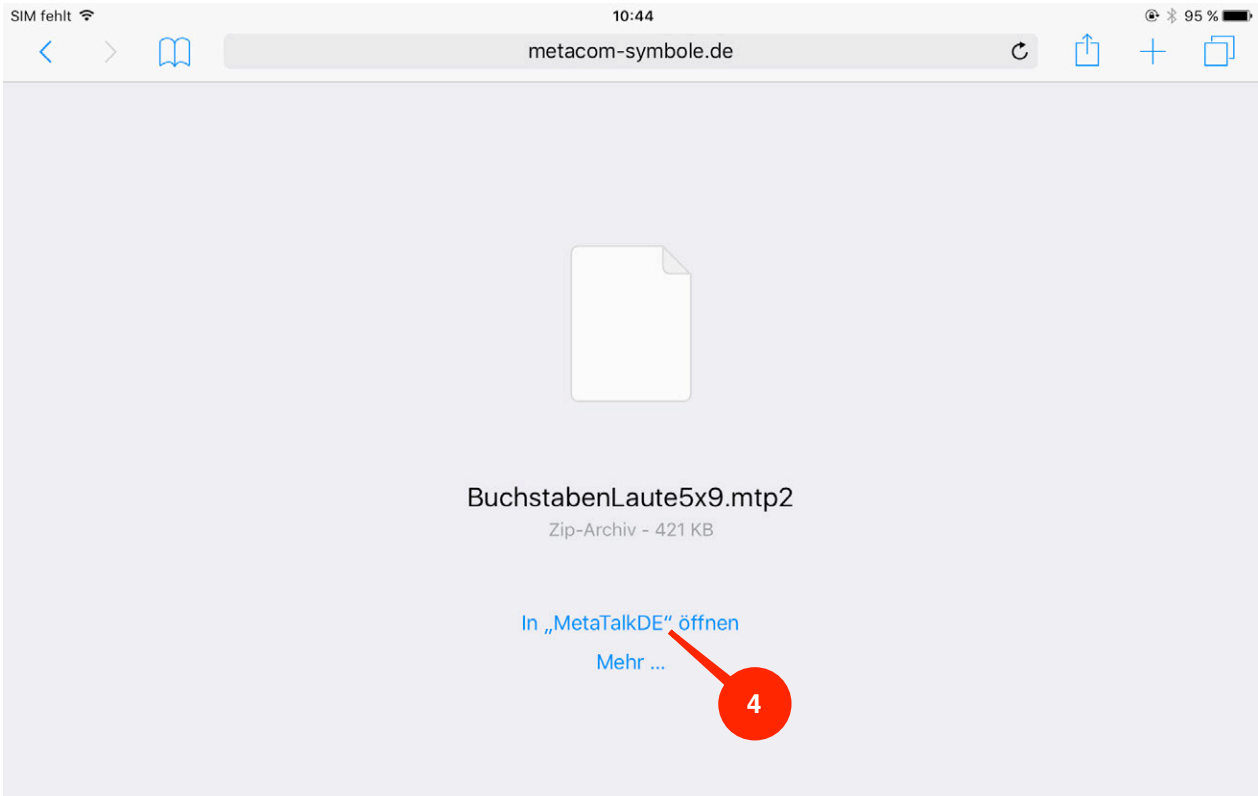 SIM fehlt
10:44
95 %
metacom-symbole.de
BuchstabenLaute5x9.mtp2
Zip-Archiv - 421 KB
In „MetaTalkDE“ öffnen
Mehr ...
4